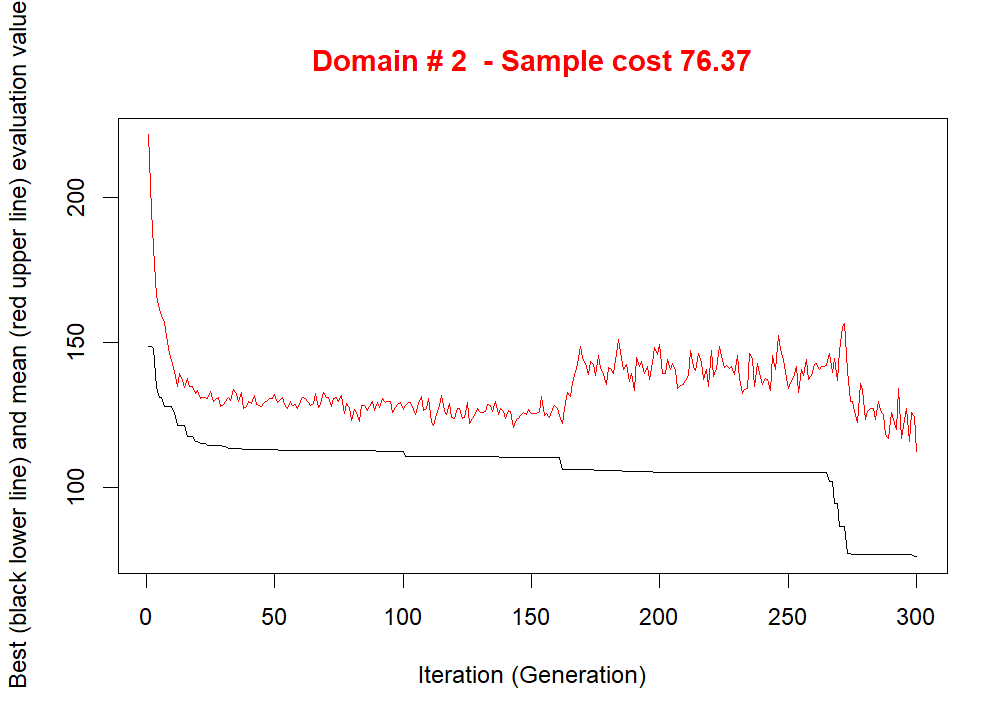 Domain # 2  - Sample cost 76.37
Best (black lower line) and mean (red upper line) evaluation value
200
150
100
0 50 100 150 200 250 300
Iteration (Generation)